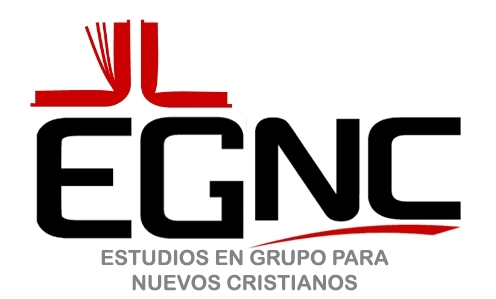 EGNC
ESTUDIOS EN GRUPO PARA
NUEVOS CRISTIANOS